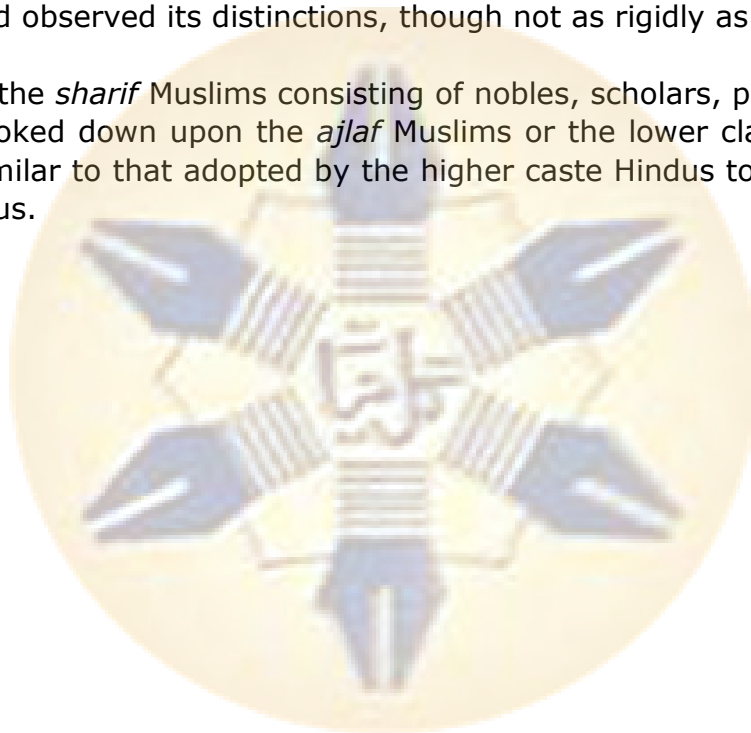 d observed its distinctions, though not as rigidly as
the sharif Muslims consisting of nobles, scholars, p
oked down upon the ajlaf Muslims or the lower cla
milar to that adopted by the higher caste Hindus to
us.